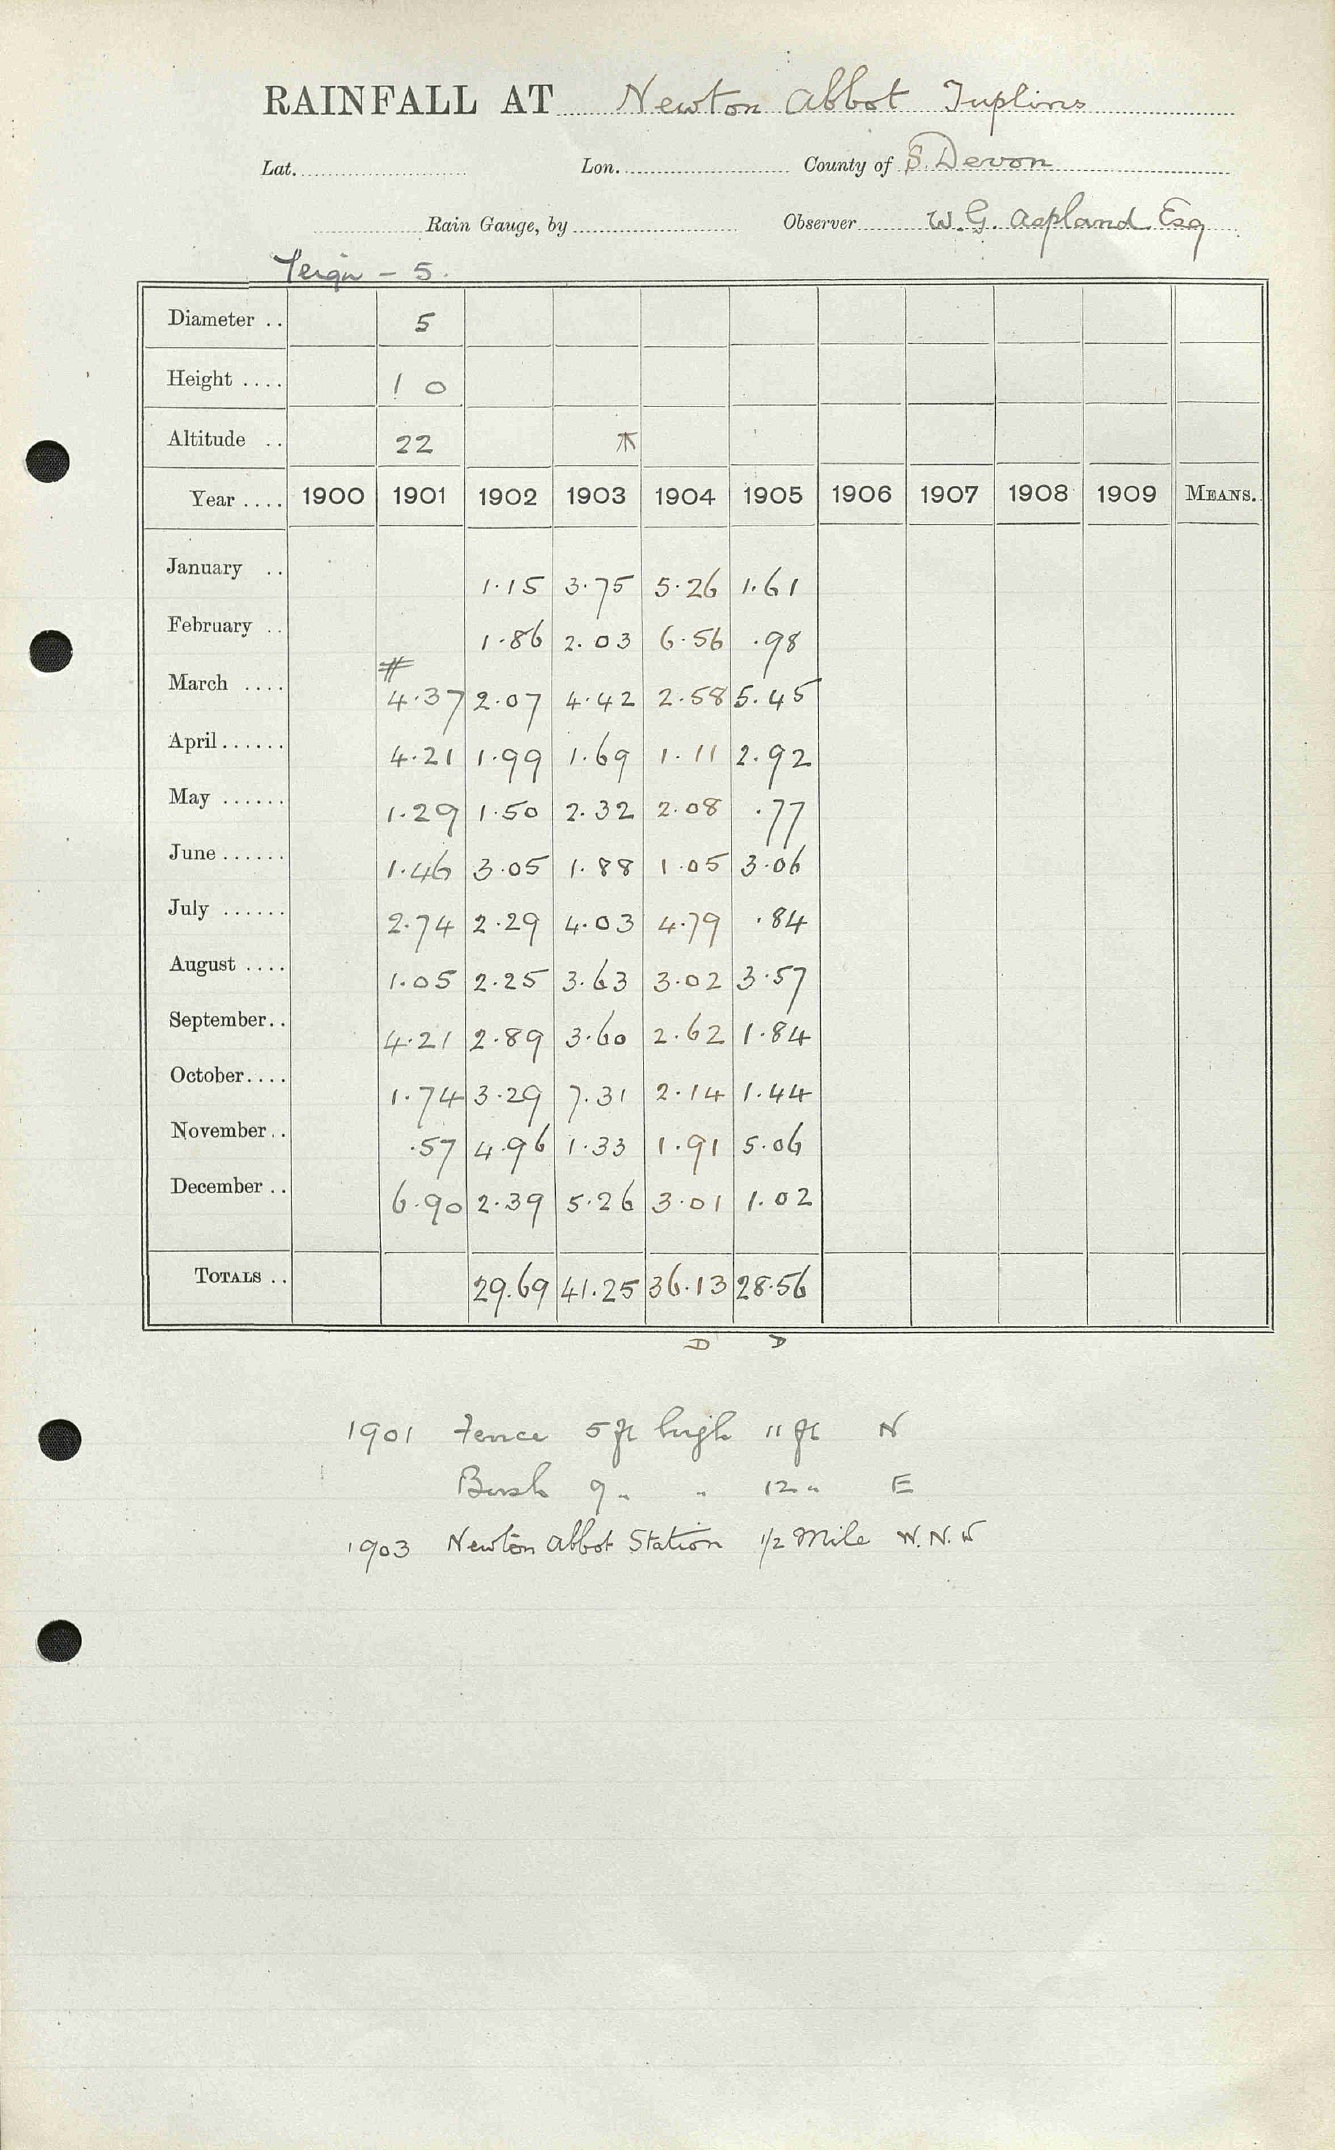 RAINFALL AT Newton Abbot Tuplins
Lat. Lon. County of S. Devon
Rain Gauge, by Observer W. G. Aspland Esq
Teign - 5.
Diameter .. 5
Height .... 1 0
Altitude .. 22
Year .... 1900 1901 1902 1903 1904 1905 1906 1907 1908 1909 MEANS.
January .. 1.15 3.75 5.26 1.61
February .. 1.86 2.03 6.56 .98
March .... # 4.37 2.07 4.42 2.58 5.45
April ...... 4.21 1.99 1.69 1.11 2.92
May ...... 1.29 1.50 2.32 2.08 .77
June ...... 1.46 3.05 1.88 1.05 3.06
July ...... 2.74 2.29 4.03 4.79 .84
August .... 1.05 2.25 3.63 3.02 3.57
September.. 4.21 2.89 3.60 2.62 1.84
October.... 1.74 3.29 7.31 2.14 1.44
November.. .57 4.96 1.33 1.91 5.06
December .. 6.90 2.39 5.26 3.01 1.02
TOTALS .. 29.69 41.25 36.13 28.56
D D
1901 Fence 5 ft high 11 ft N
Bush 9 " " 12 " E
1903 Newton Abbot Station 1/2 Mile W.N.W